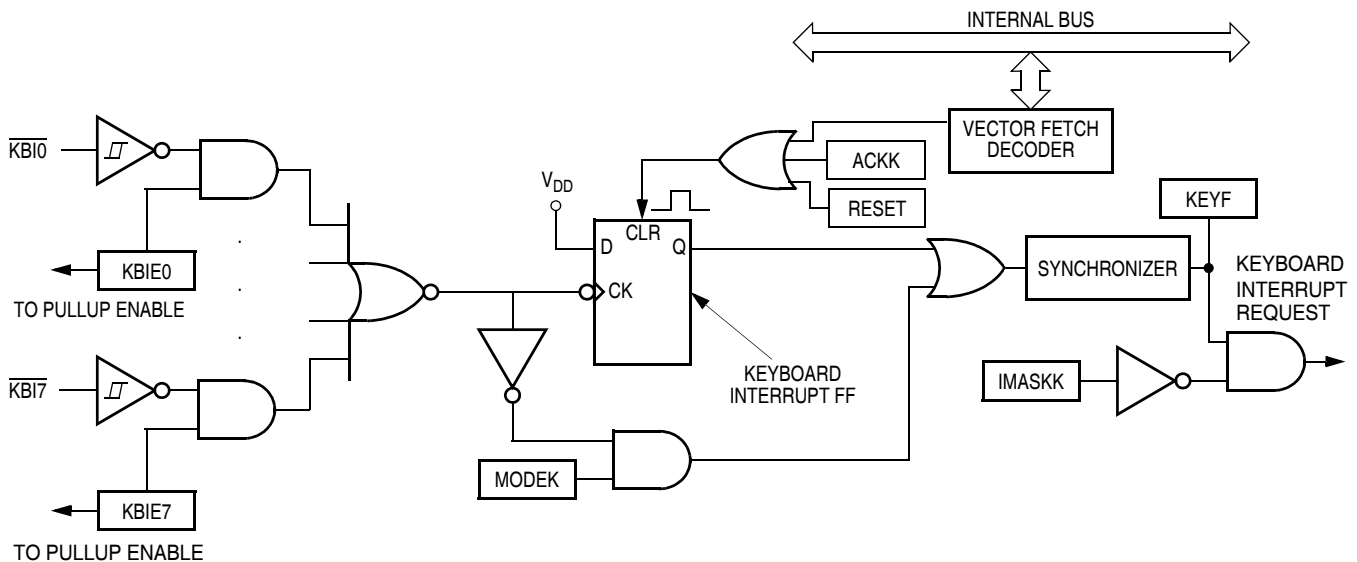 INTERNAL BUS
KBI0
VECTOR FETCH
DECODER
ACKK
VDD
RESET
KEYF
CLR
D
Q
KBIE0
SYNCHRONIZER
KEYBOARD
INTERRUPT
REQUEST
CK
TO PULLUP ENABLE
KBI7
KEYBOARD
INTERRUPT FF
IMASKK
MODEK
KBIE7
TO PULLUP ENABLE